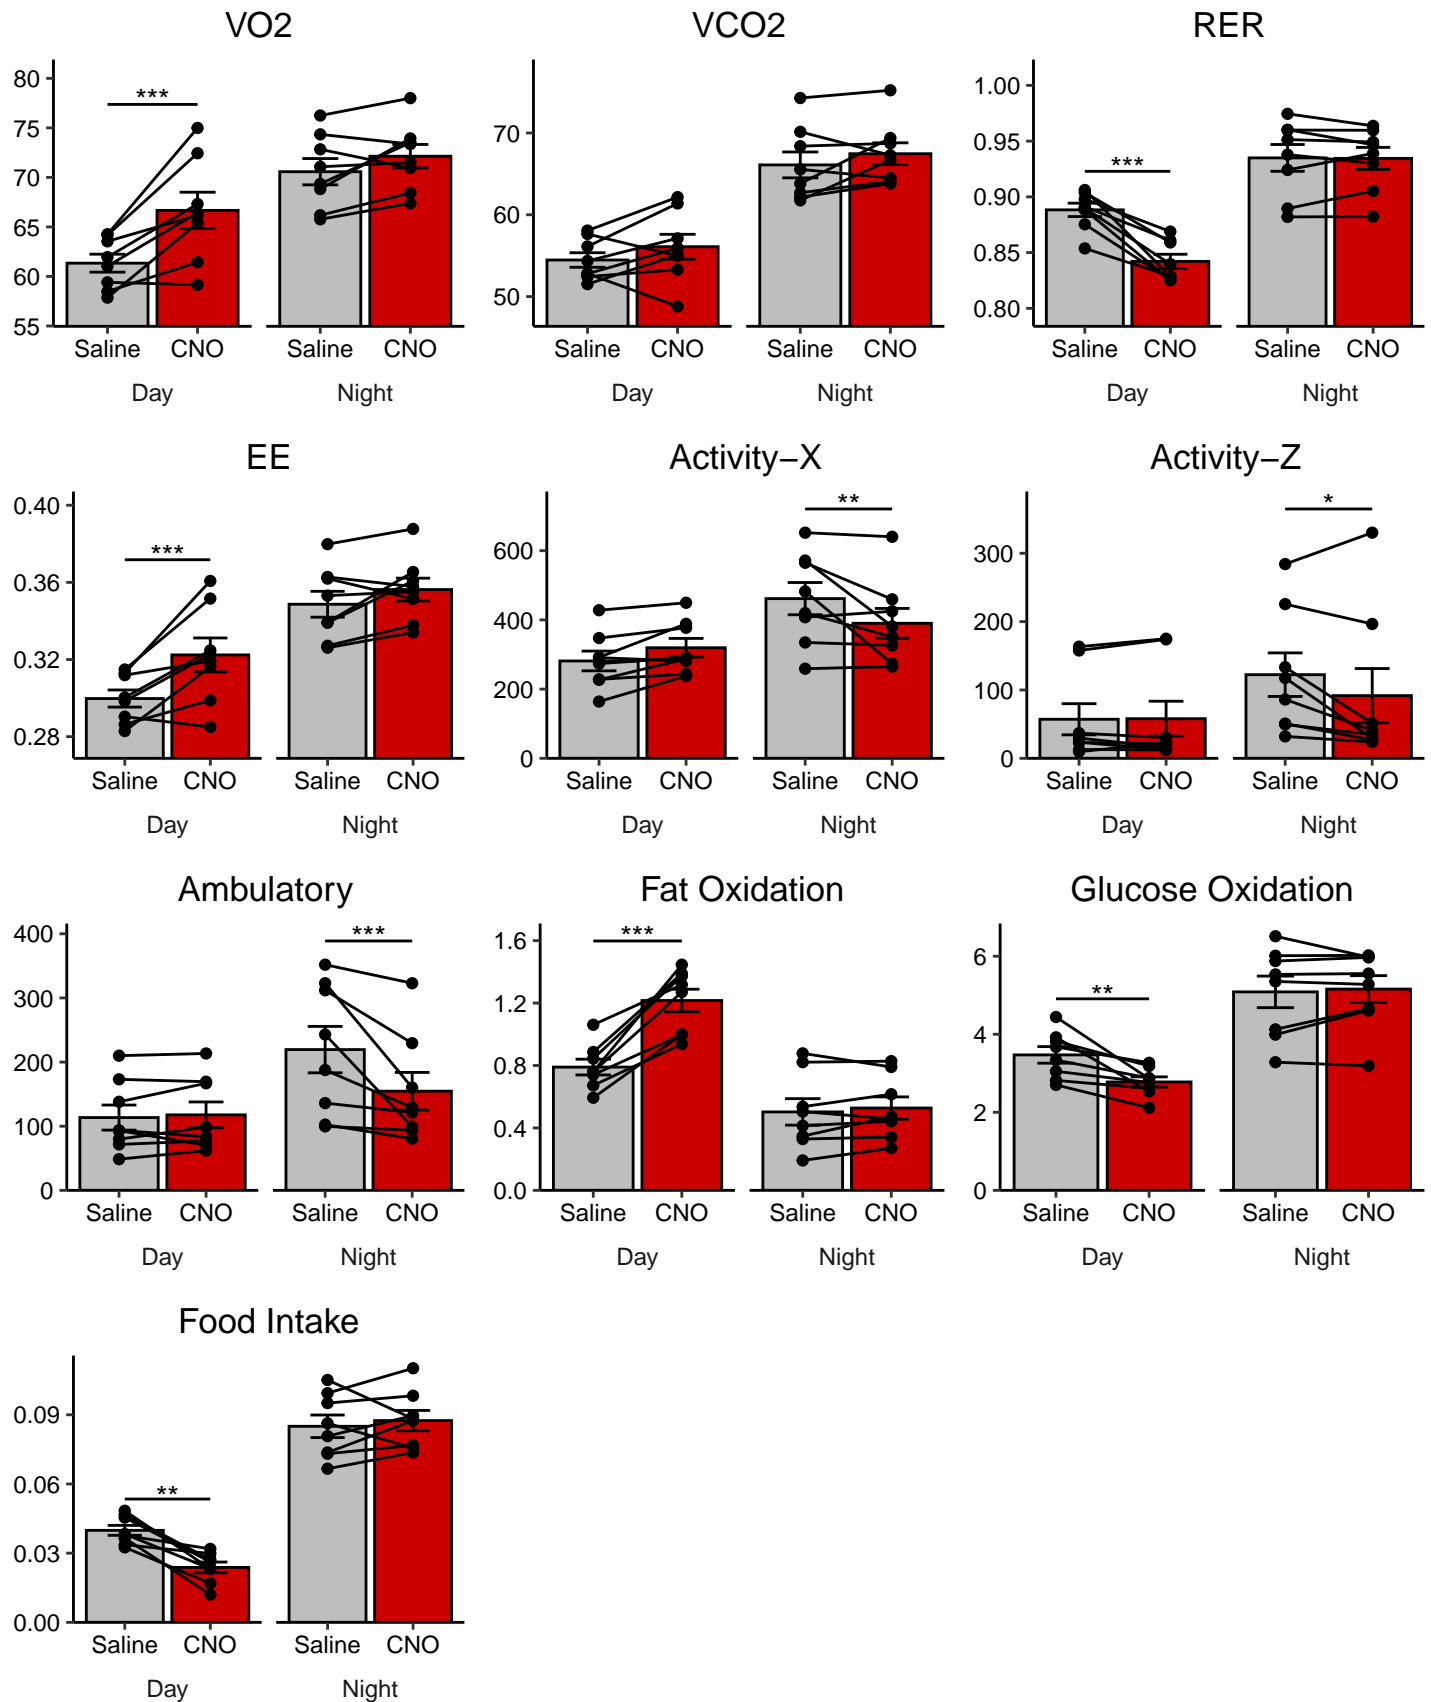 VO2
VCO2
RER
80
75
70
65
60
55
***
Saline CNO Saline CNO
Day Night
70
60
50
Saline CNO Saline CNO
Day Night
1.00
0.95
0.90
0.85
0.80
***
Saline CNO Saline CNO
Day Night
EE
Activity−X
Activity−Z
0.40
0.36
0.32
0.28
***
Saline CNO Saline CNO
Day Night
600
400
200
0
**
Saline CNO Saline CNO
Day Night
300
200
100
0
*
Saline CNO Saline CNO
Day Night
Ambulatory
Fat Oxidation
Glucose Oxidation
400
300
200
100
0
***
Saline CNO Saline CNO
Day Night
1.6
1.2
0.8
0.4
0.0
***
Saline CNO Saline CNO
Day Night
6
4
2
0
**
Saline CNO Saline CNO
Day Night
Food Intake
0.09
0.06
0.03
0.00
**
Saline CNO Saline CNO
Day Night